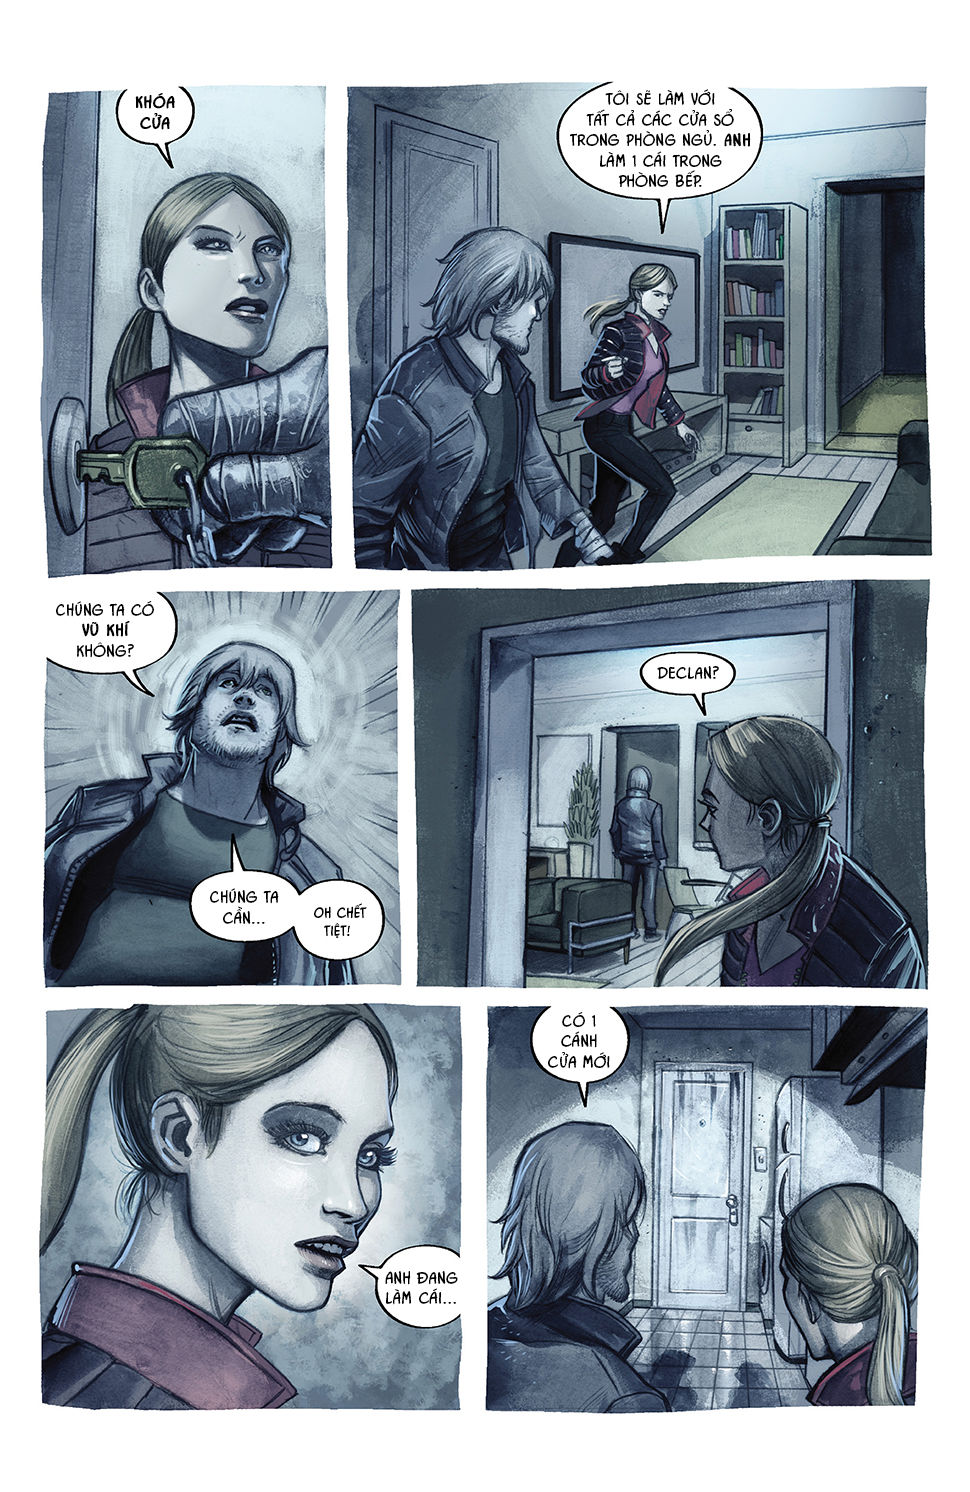 KHÓA
CỬA
TÔI SẼ LÀM VỚI
TẤT CẢ CÁC CỬA SỔ
TRONG PHÒNG NGỦ. ANH
LÀM 1 CÁI TRONG
PHÒNG BẾP.
CHÚNG TA CÓ
VŨ KHÍ
KHÔNG?
CHÚNG TA
CẦN...
OH CHẾT
TIỆT!
DECLAN?
ANH ĐANG
LÀM CÁI...
CÓ 1
CÁNH
CỬA MỚI